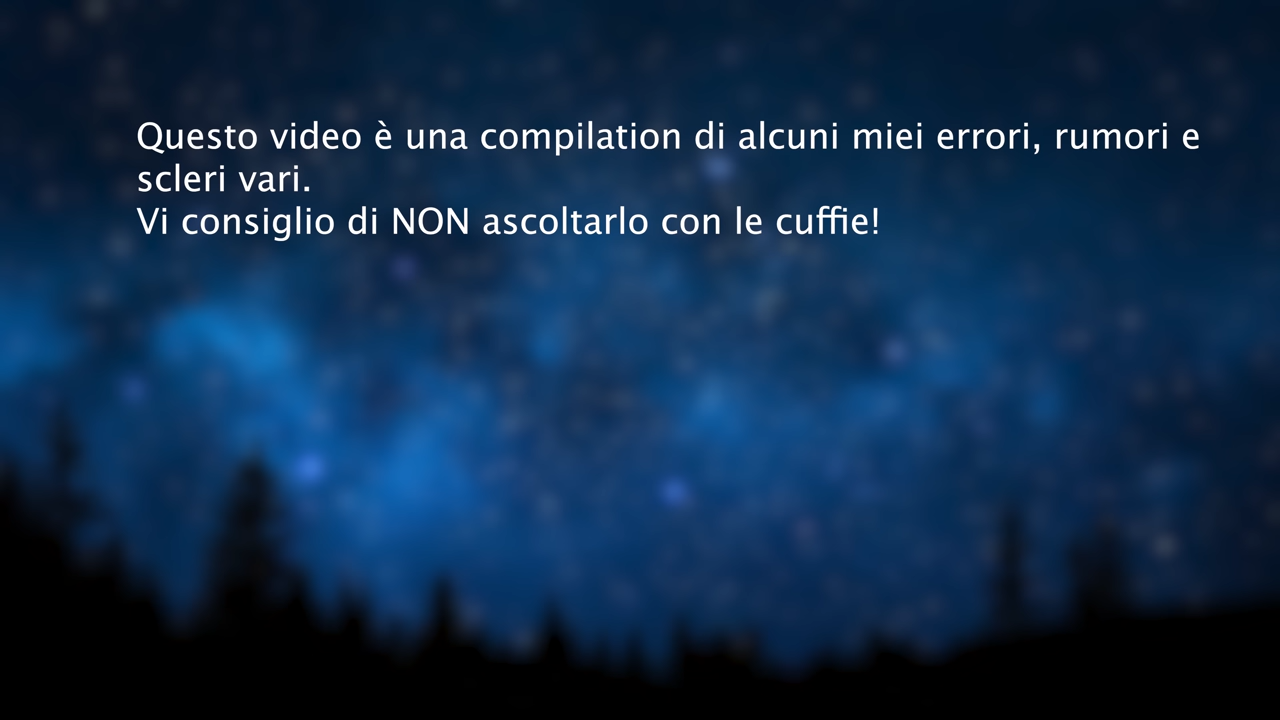 Questo video è una compilation di alcuni miei errori, rumori e
scleri vari.
Vi consiglio di NON ascoltarlo con le cuffie!